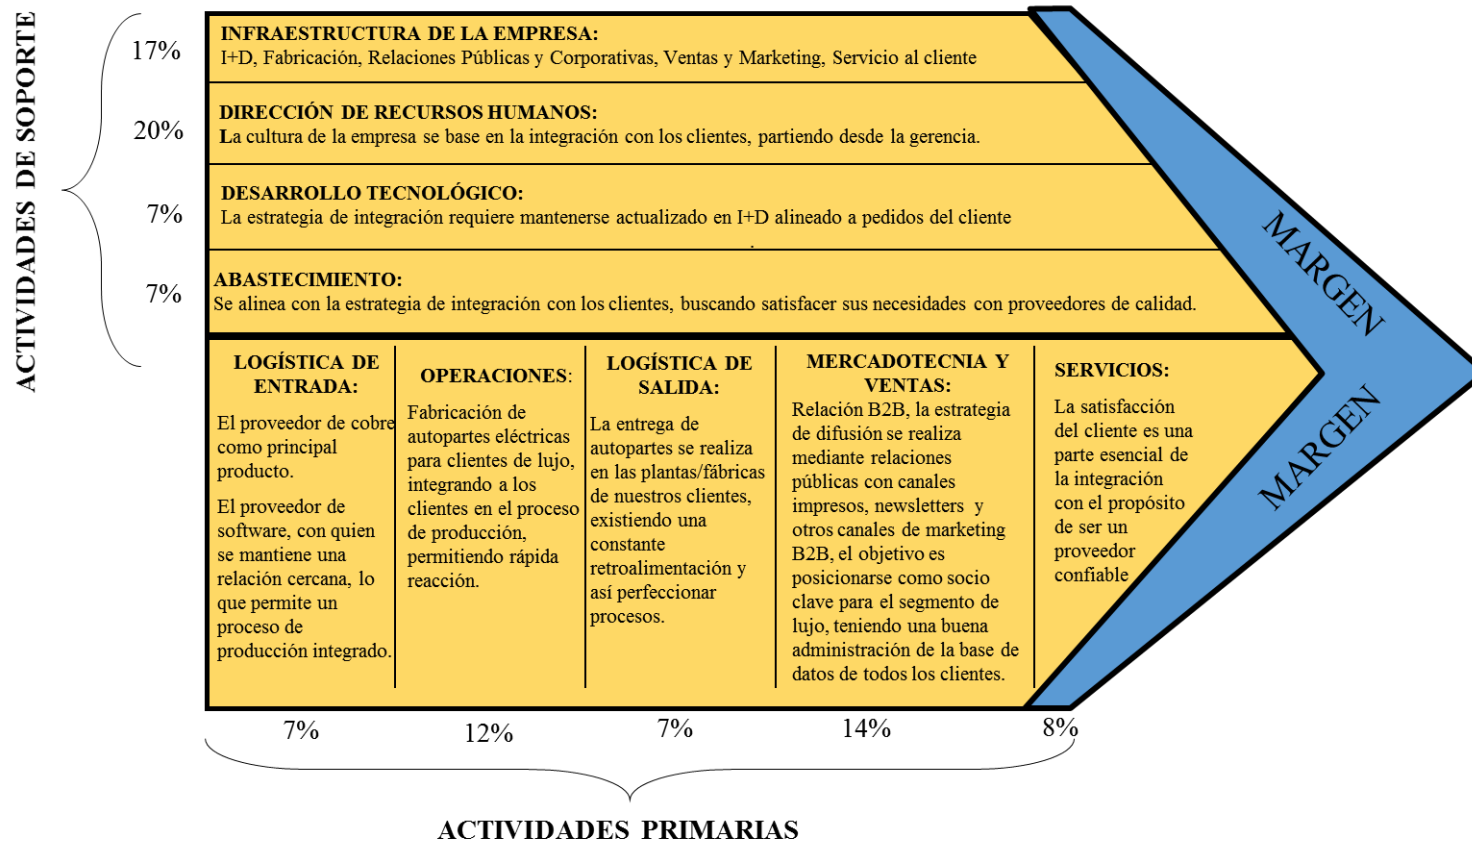 ACTIVIDADES DE SOPORTE
17%
INFRAESTRUCTURA DE LA EMPRESA:
I+D, Fabricación, Relaciones Públicas y Corporativas, Ventas y Marketing, Servicio al cliente
20%
DIRECCIÓN DE RECURSOS HUMANOS:
La cultura de la empresa se base en la integración con los clientes, partiendo desde la gerencia.
7%
DESARROLLO TECNOLÓGICO:
La estrategia de integración requiere mantenerse actualizado en I+D alineado a pedidos del cliente
.
7%
ABASTECIMIENTO:
Se alinea con la estrategia de integración con los clientes, buscando satisfacer sus necesidades con proveedores de calidad.
MARGEN
MARGEN
LOGÍSTICA DE
ENTRADA:
El proveedor de cobre
como principal
producto.
El proveedor de
software, con quien
se mantiene una
relación cercana, lo
que permite un
proceso de
producción integrado.
OPERACIONES:
Fabricación de
autopartes eléctricas
para clientes de lujo,
integrando a los
clientes en el proceso
de producción,
permitiendo rápida
reacción.
LOGÍSTICA DE
SALIDA:
La entrega de
autopartes se realiza
en las plantas/fábricas
de nuestros clientes,
existiendo una
constante
retroalimentación y
así perfeccionar
procesos.
MERCADOTECNIA Y
VENTAS:
Relación B2B, la estrategia
de difusión se realiza
mediante relaciones
públicas con canales
impresos, newsletters y
otros canales de marketing
B2B, el objetivo es
posicionarse como socio
clave para el segmento de
lujo, teniendo una buena
administración de la base de
datos de todos los clientes.
SERVICIOS:
La satisfacción
del cliente es una
parte esencial de
la integración
con el propósito
de ser un
proveedor
confiable
7%
12%
7%
14%
8%
ACTIVIDADES PRIMARIAS